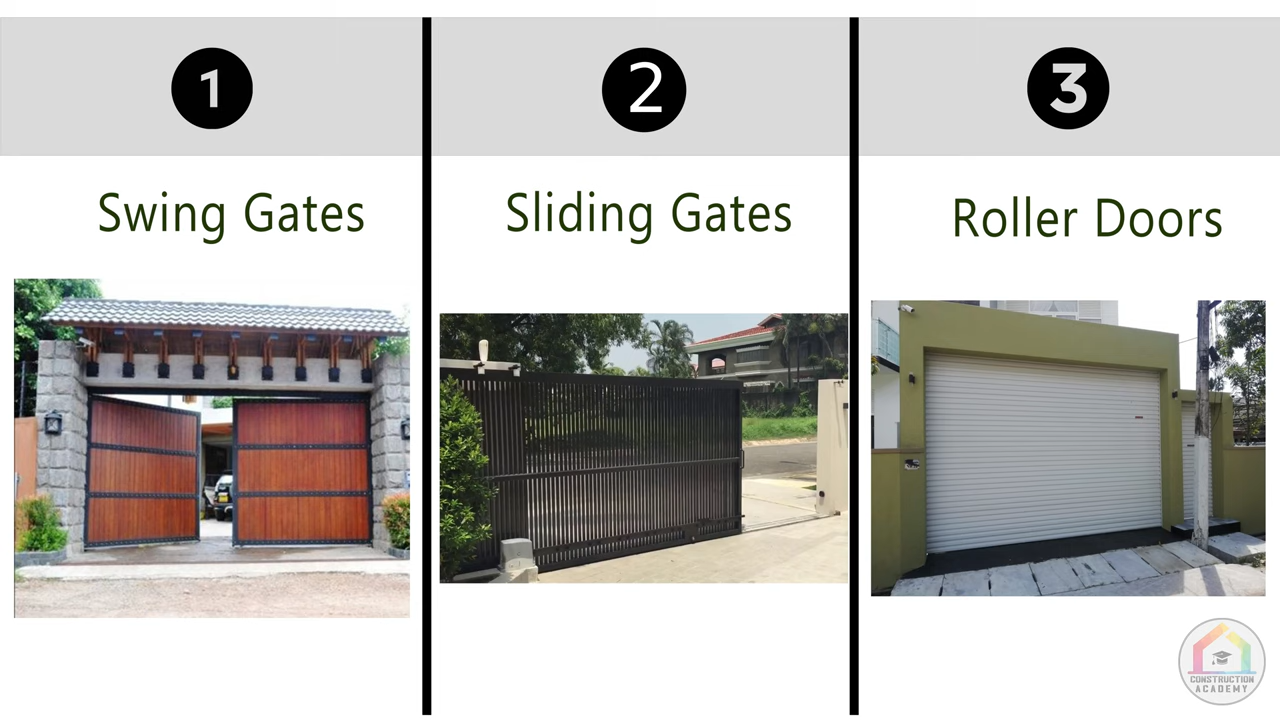 1
Swing Gates
2
Sliding Gates
3
Roller Doors
CONSTRUCTION
ACADEMY